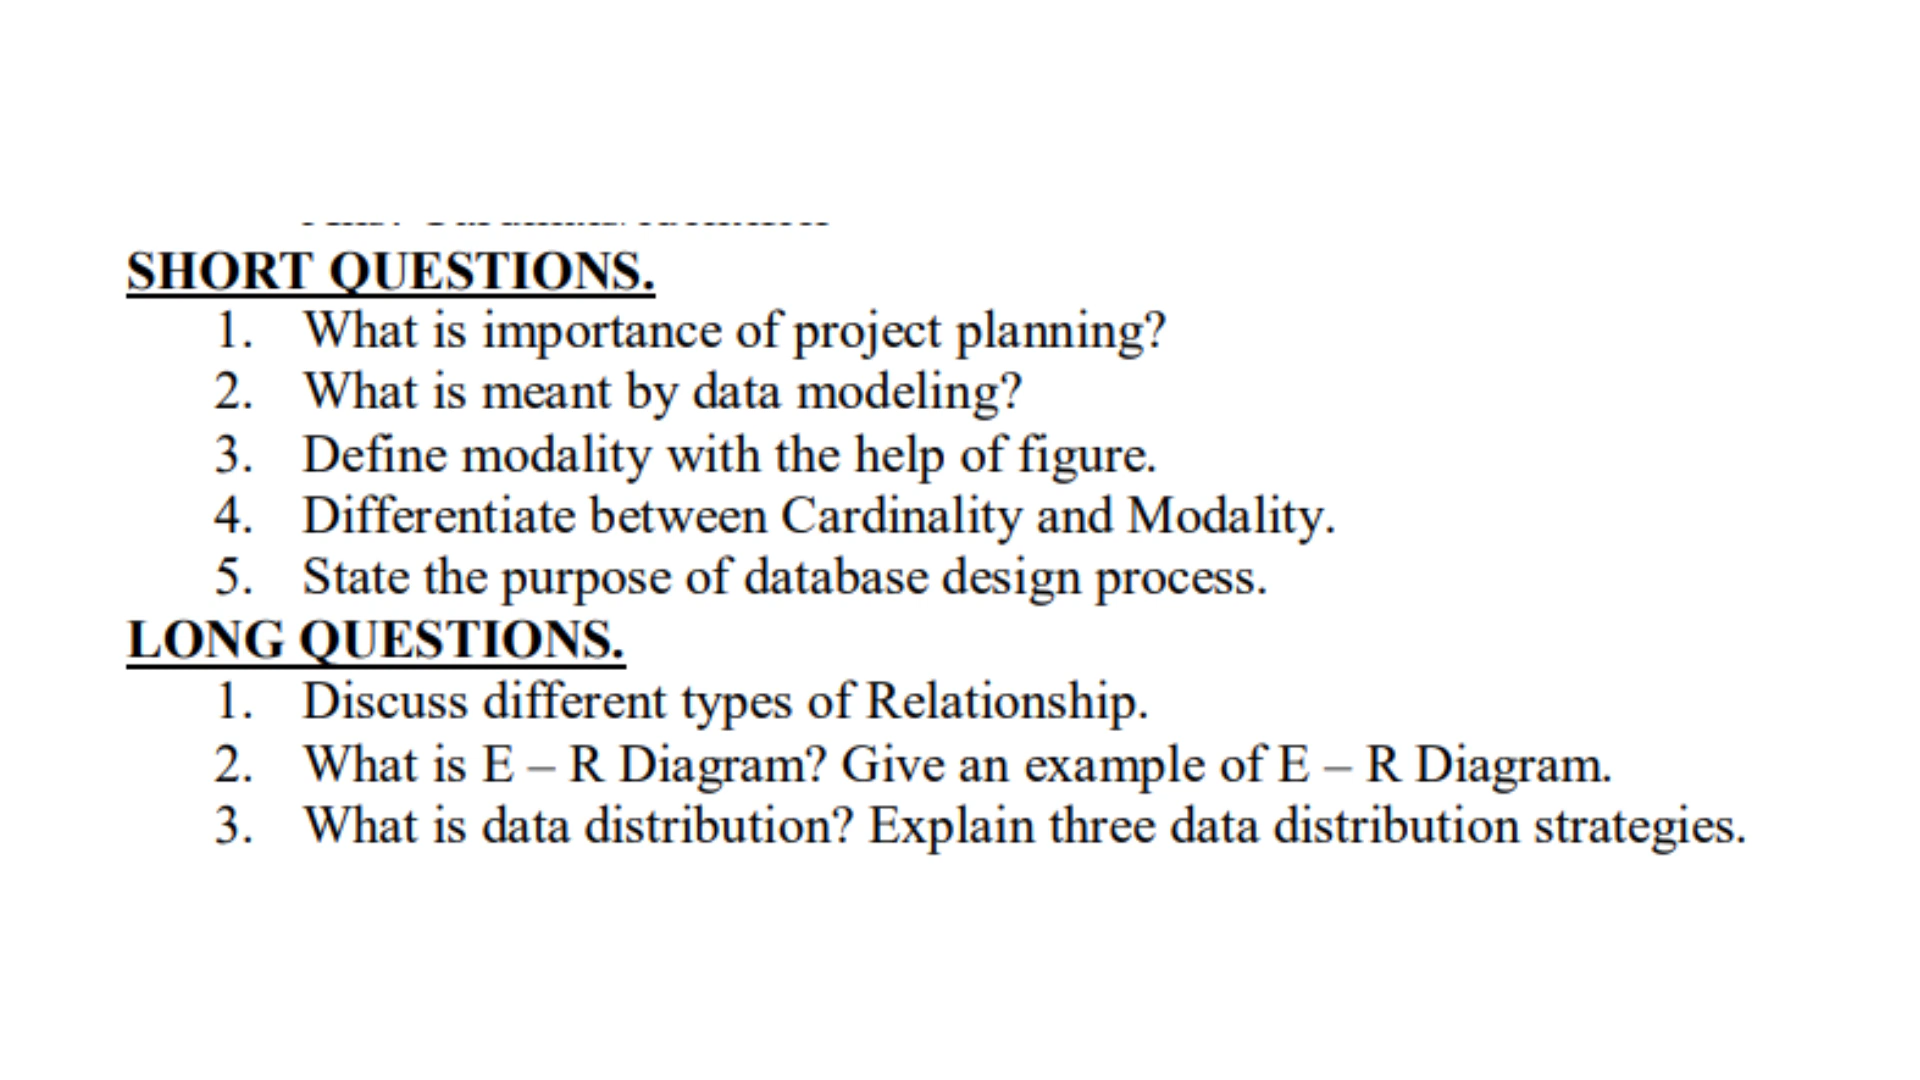 SHORT QUESTIONS.
1. What is importance of project planning?
2. What is meant by data modeling?
3. Define modality with the help of figure.
4. Differentiate between Cardinality and Modality.
5. State the purpose of database design process.
LONG QUESTIONS.
1. Discuss different types of Relationship.
2. What is E – R Diagram? Give an example of E – R Diagram.
3. What is data distribution? Explain three data distribution strategies.